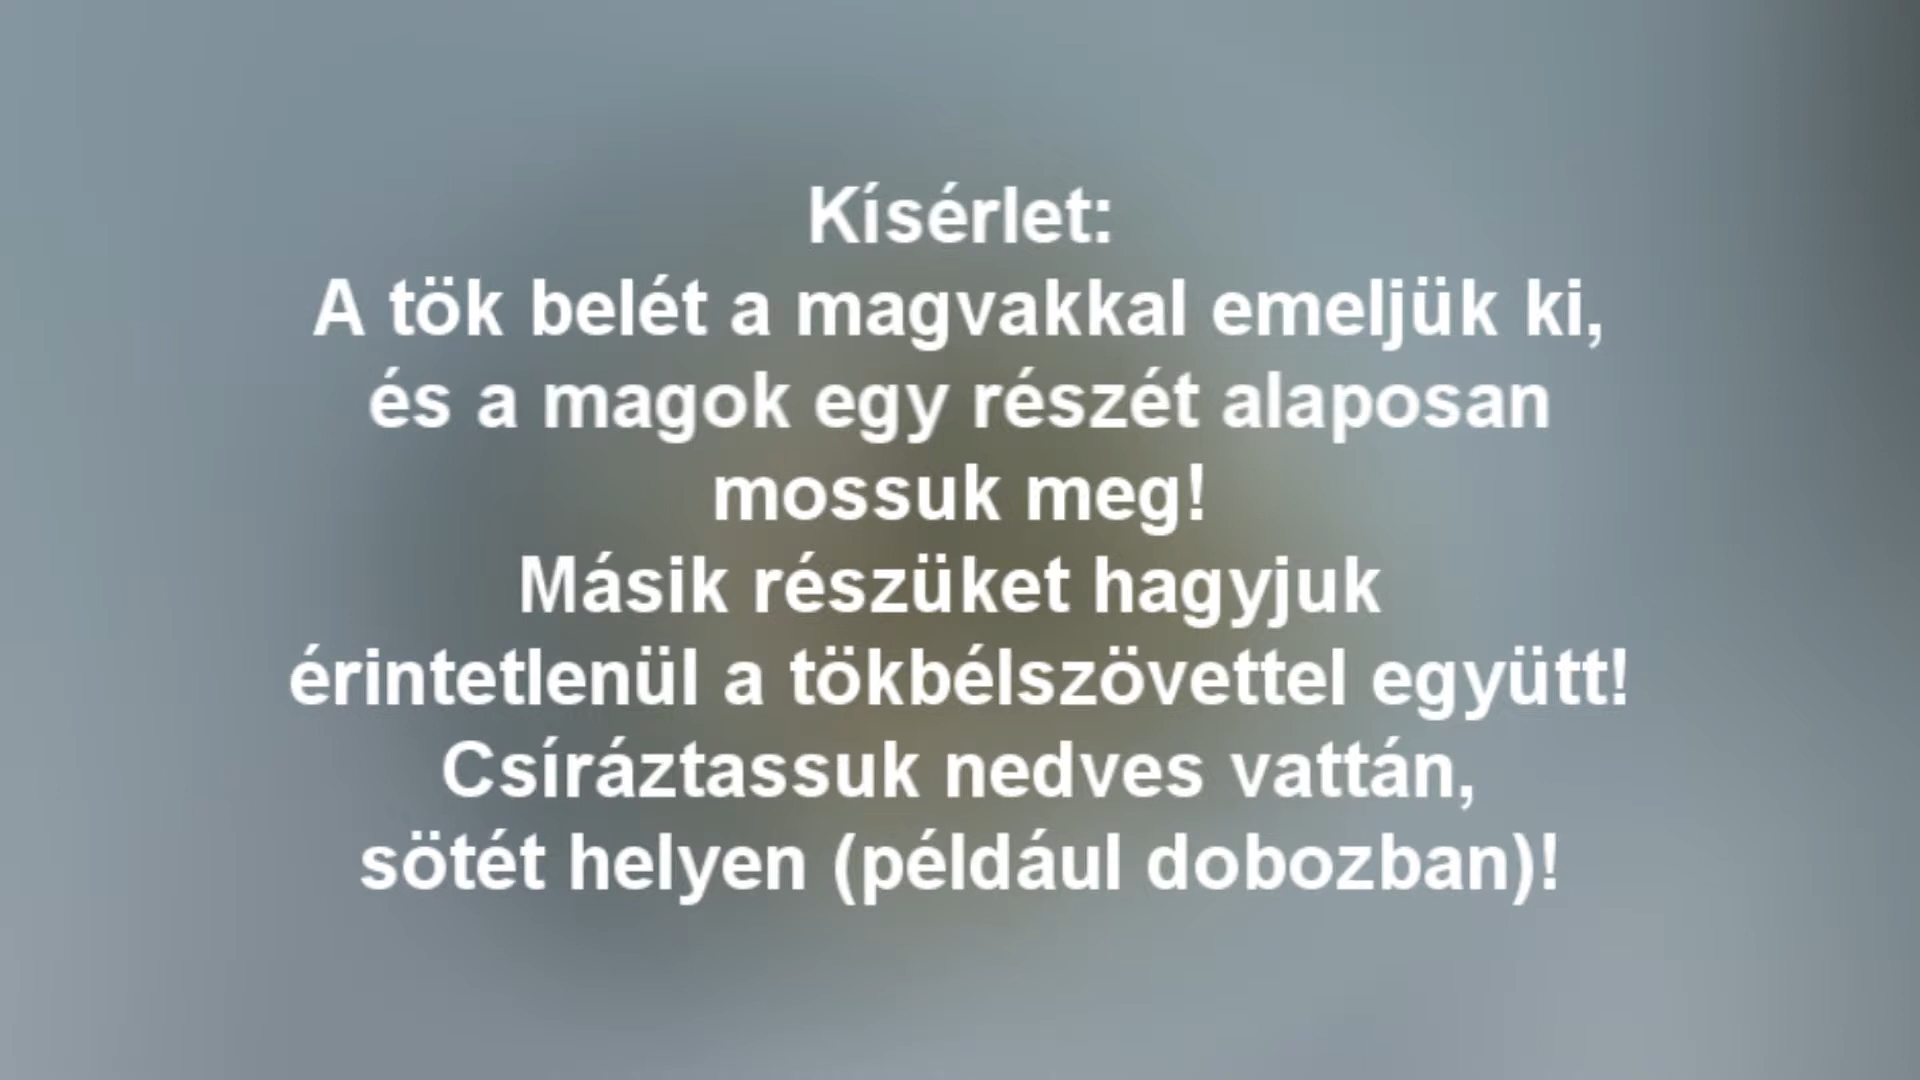 Kísérlet:
A tök belét a magvakkal emeljük ki,
és a magok egy részét alaposan
mossuk meg!
Másik részüket hagyjuk
érintetlenül a tökbélszövettel együtt!
Csíráztassuk nedves vattán,
sötét helyen (például dobozban)!